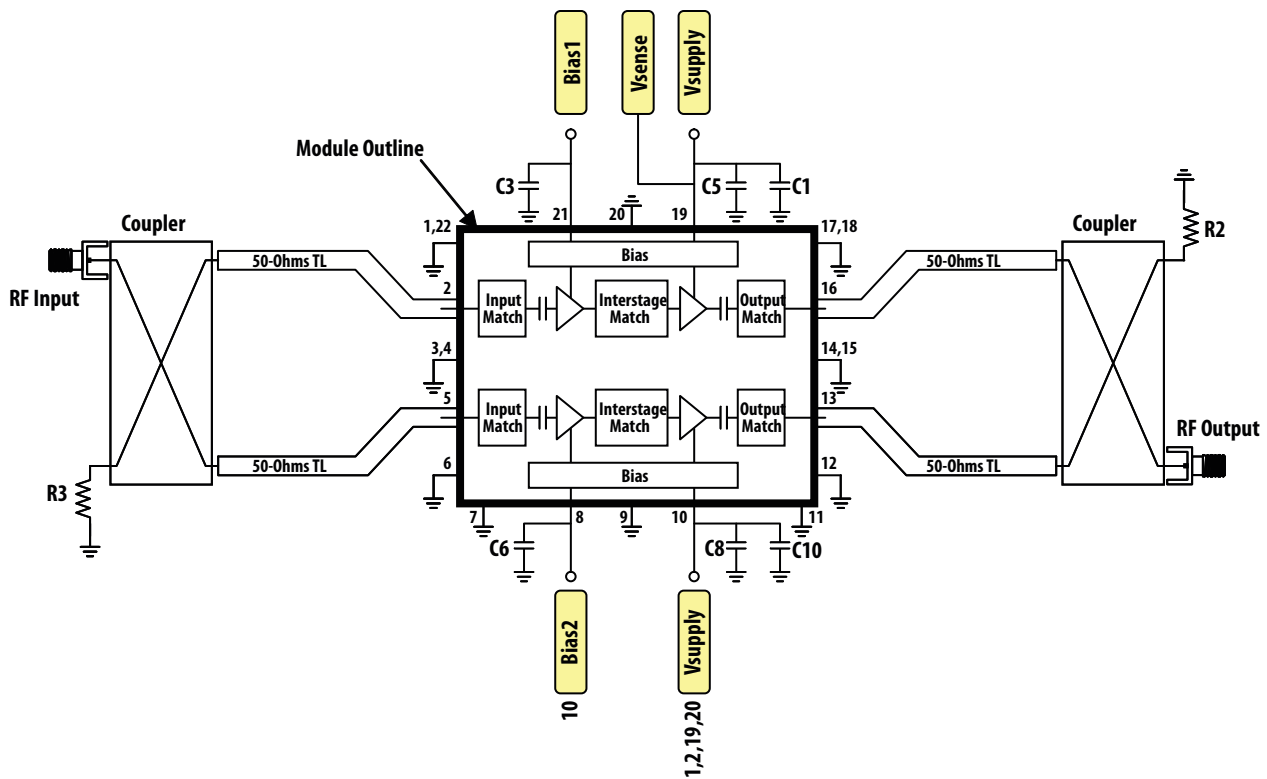 Bias1
Vsense
Vsupply
Module Outline
C3
C5
C1
21
20
19
Coupler
1,22
17,18
Coupler
R2
RF Input
50-Ohms TL
Bias
50-Ohms TL
2
16
Input
Match
Interstage
Match
Output
Match
3,4
14,15
5
13
Input
Match
Interstage
Match
Output
Match
RF Output
50-Ohms TL
6
Bias
12
50-Ohms TL
R3
7
8
9
10
11
C6
C8
C10
Bias2
Vsupply
10
1,2,19,20